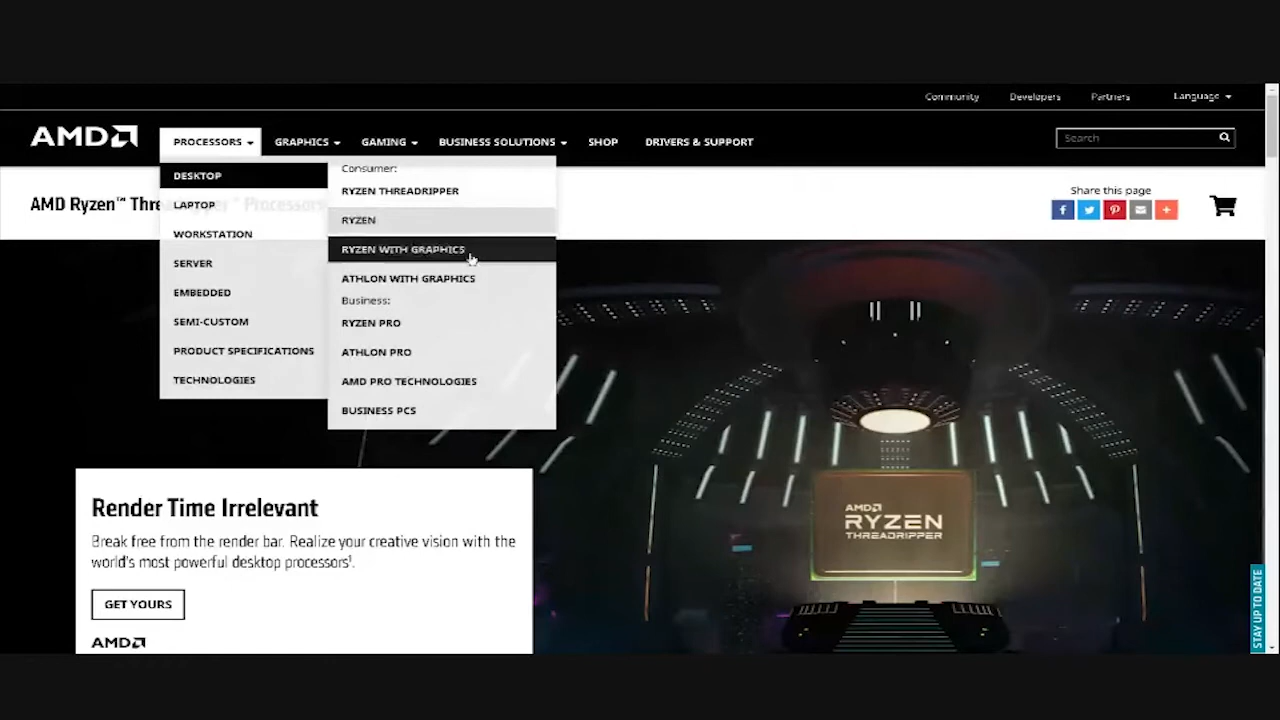 Community Developers Partners Language
AMD PROCESSORS GRAPHICS GAMING BUSINESS SOLUTIONS SHOP DRIVERS & SUPPORT Search
DESKTOP
LAPTOP
WORKSTATION
SERVER
EMBEDDED
SEMI-CUSTOM
PRODUCT SPECIFICATIONS
TECHNOLOGIES
Consumer:
RYZEN THREADRIPPER
RYZEN
RYZEN WITH GRAPHICS
ATHLON WITH GRAPHICS
Business:
RYZEN PRO
ATHLON PRO
AMD PRO TECHNOLOGIES
BUSINESS PCS
AMD Ryzen™ Thre ™ Processors
Share this page
Render Time Irrelevant
Break free from the render bar. Realize your creative vision with the
world's most powerful desktop processors¹.
GET YOURS
AMD
AMD
RYZEN
THREADRIPPER
STAY UP TO DATE